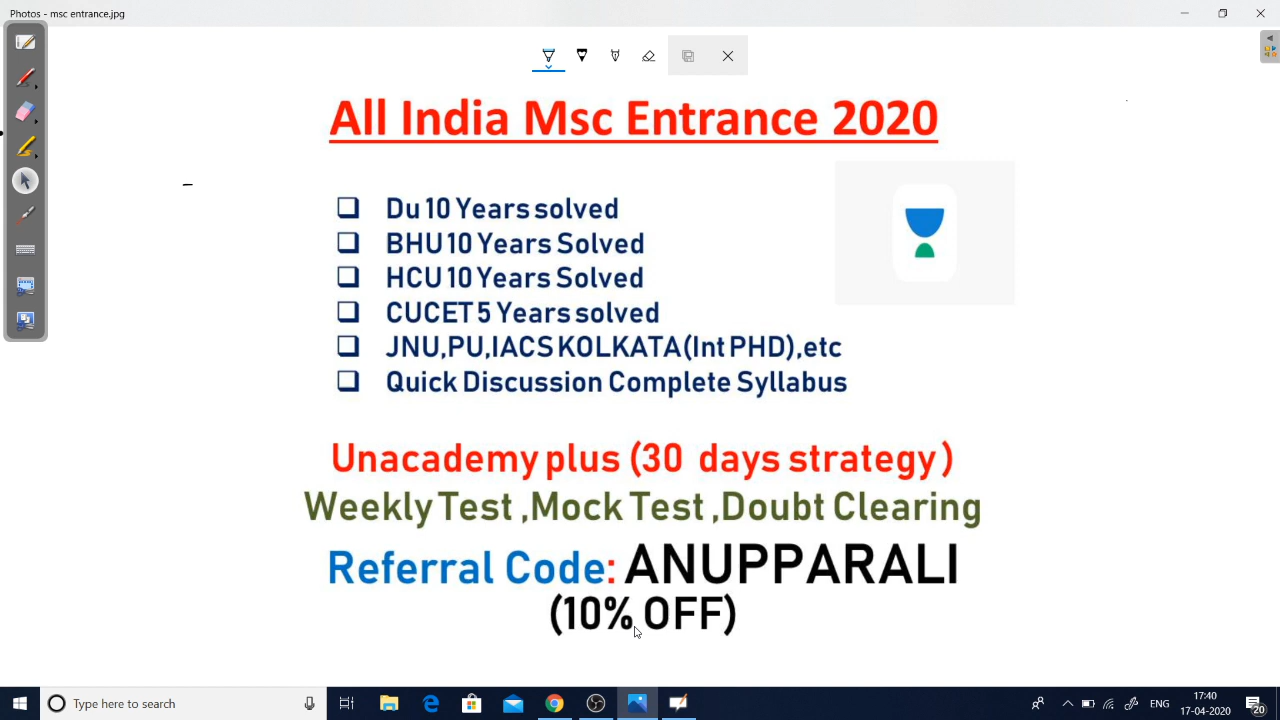 Photos - msc entrance.jpg
All India Msc Entrance 2020
Du 10 Years solved
BHU 10 Years Solved
HCU 10 Years Solved
CUCET 5 Years solved
JNU,PU,IACS KOLKATA(Int PHD),etc
Quick Discussion Complete Syllabus
Unacademy plus (30 days strategy )
Weekly Test ,Mock Test ,Doubt Clearing
Referral Code: ANUPPARALI
(10% OFF)
Type here to search
ENG
17:40
17-04-2020
20